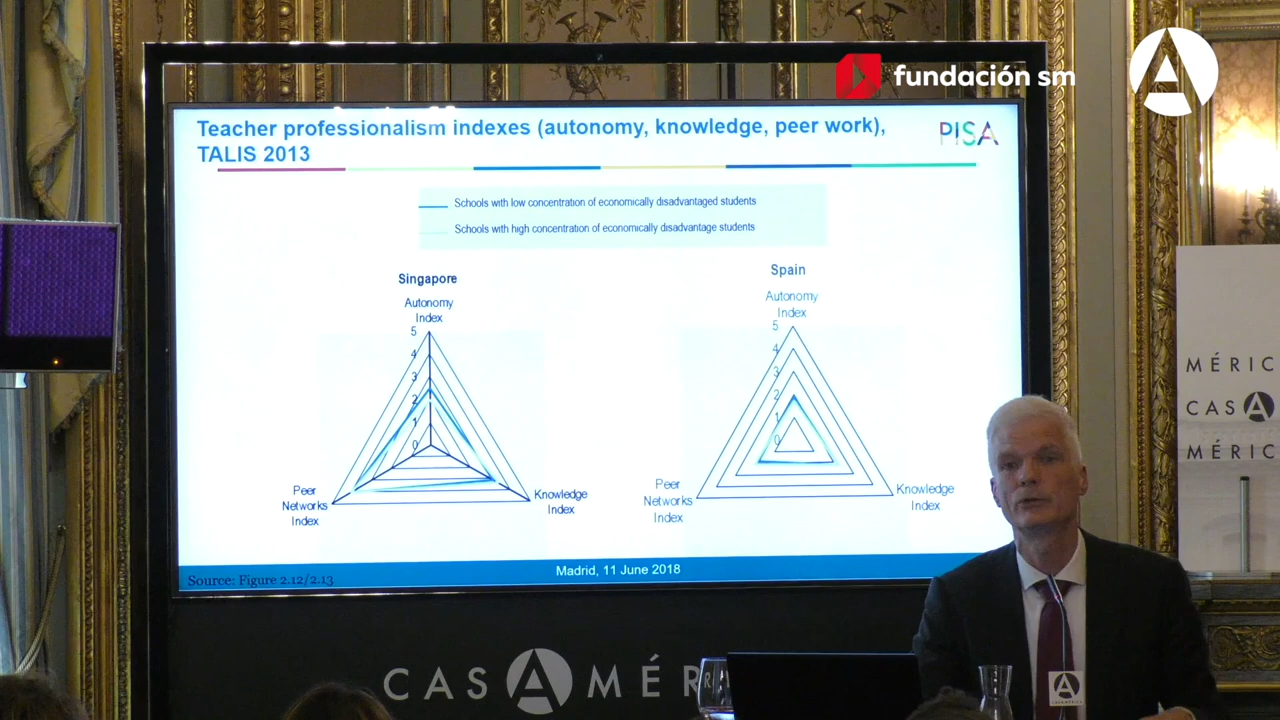 fundación sm
Teacher professionalism indexes (autonomy, knowledge, peer work),
TALIS 2013
PISA
Schools with low concentration of economically disadvantaged students
Schools with high concentration of economically disadvantage students
Singapore
Autonomy
Index
5
4
3
2
1
0
Peer
Networks
Index
Knowledge
Index
Spain
Autonomy
Index
5
4
3
2
1
0
Peer
Networks
Index
Knowledge
Index
Source: Figure 2.12/2.13
Madrid, 11 June 2018
MÉRIC
CASA
MÉRIC
CASAMÉR